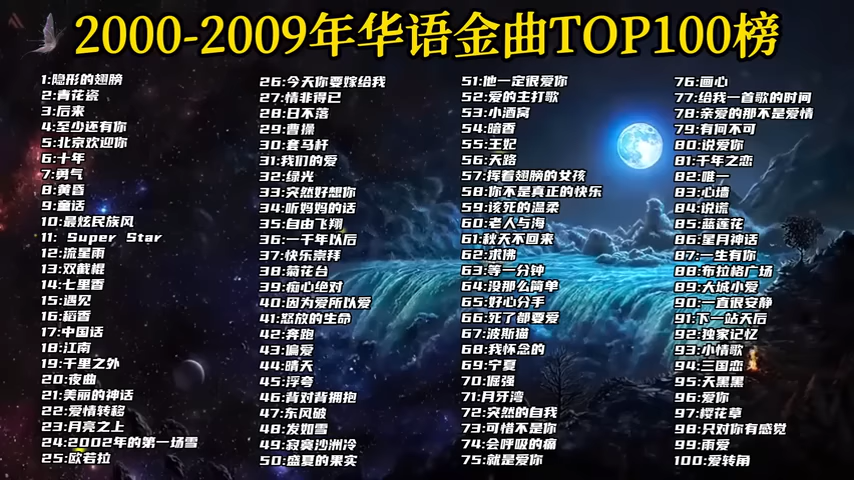 2000-2009年华语金曲TOP100榜
1:隐形的翅膀
2:青花瓷
3:后来
4:至少还有你
5:北京欢迎你
6:十年
7:勇气
8:黄昏
9:童话
10:最炫民族风
11: Super Star
12:流星雨
13:双截棍
14:七里香
15:遇见
16:稻香
17:中国话
18:江南
19:千里之外
20:夜曲
21:美丽的神话
22:爱情转移
23:月亮之上
24:2002年的第一场雪
25:欧若拉
26:今天你要嫁给我
27:情非得已
28:日不落
29:曹操
30:套马杆
31:我们的爱
32:绿光
33:突然好想你
34:听妈妈的话
35:自由飞翔
36:一千年以后
37:快乐崇拜
38:菊花台
39:痴心绝对
40:因为爱所以爱
41:怒放的生命
42:奔跑
43:偏爱
44:晴天
45:浮夸
46:背对背拥抱
47:东风破
48:发如雪
49:寂寞沙洲冷
50:盛夏的果实
51:他一定很爱你
52:爱的主打歌
53:小酒窝
54:暗香
55:王妃
56:天路
57:挥着翅膀的女孩
58:你不是真正的快乐
59:该死的温柔
60:老人与海
61:秋天不回来
62:求佛
63:等一分钟
64:没那么简单
65:好心分手
66:死了都要爱
67:波斯猫
68:我怀念的
69:宁夏
70:倔强
71:月牙湾
72:突然的自我
73:可惜不是你
74:会呼吸的痛
75:就是爱你
76:画心
77:给我一首歌的时间
78:亲爱的那不是爱情
79:有何不可
80:说爱你
81:千年之恋
82:唯一
83:心墙
84:说谎
85:蓝莲花
86:星月神话
87:一生有你
88:布拉格广场
89:大城小爱
90:一直很安静
91:下一站天后
92:独家记忆
93:小情歌
94:三国恋
95:天黑黑
96:爱你
97:樱花草
98:只对你有感觉
99:雨爱
100:爱转角